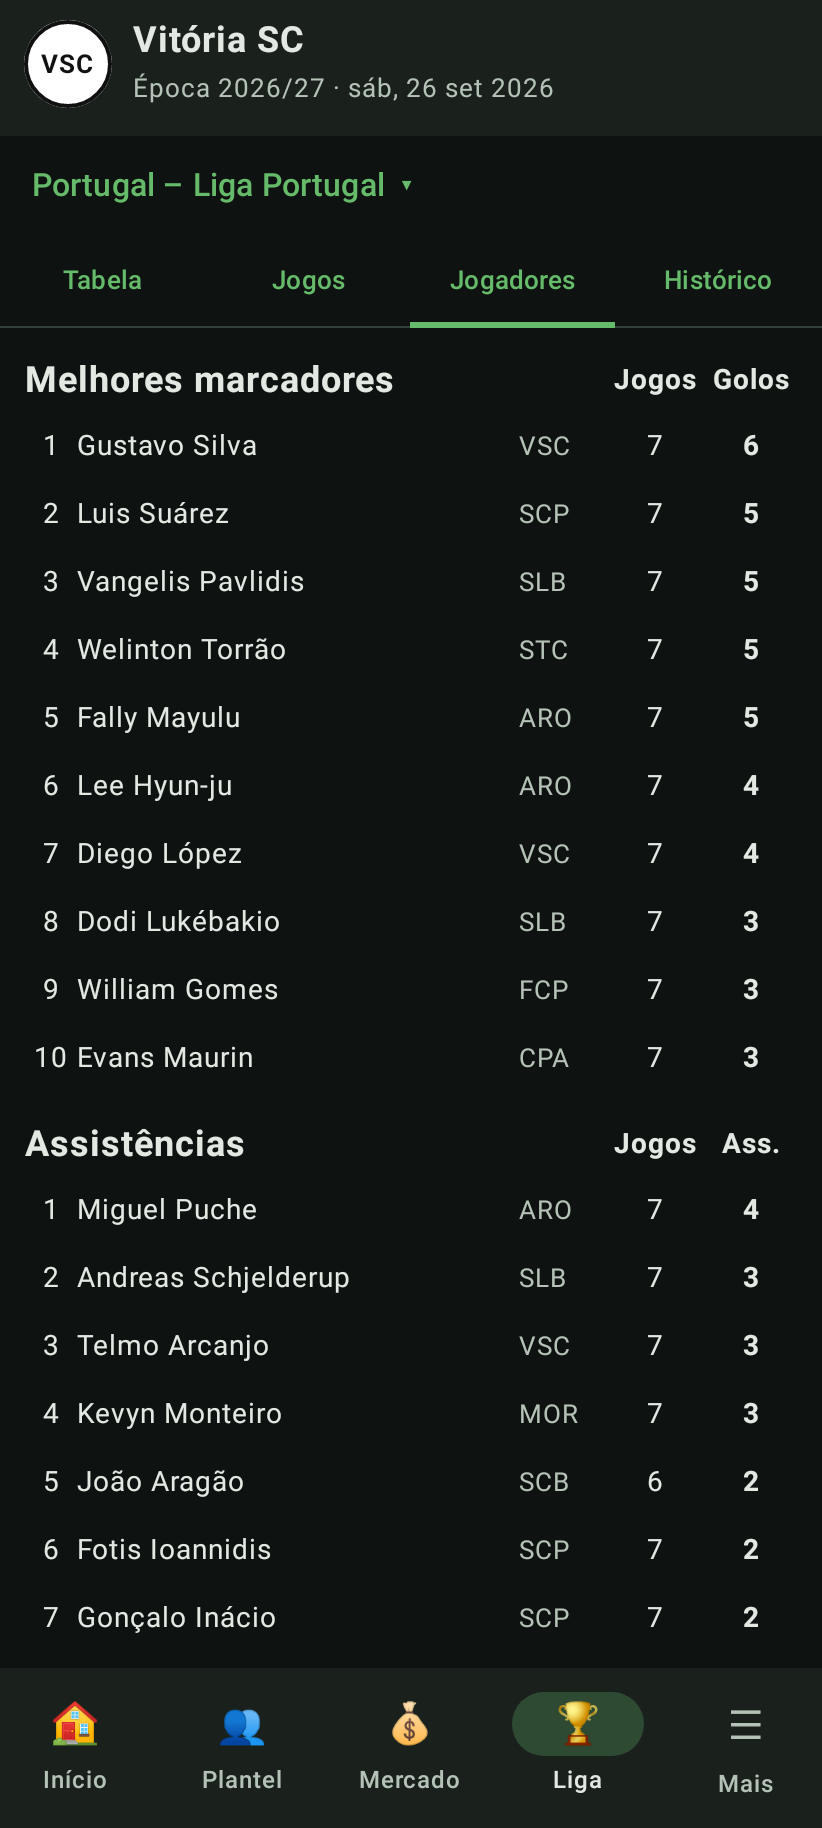 VSC
Vitória SC
Época 2026/27 · sáb, 26 set 2026
Portugal – Liga Portugal ▾
Tabela Jogos Jogadores Histórico
Melhores marcadores Jogos Golos
1 Gustavo Silva VSC 7 6
2 Luis Suárez SCP 7 5
3 Vangelis Pavlidis SLB 7 5
4 Welinton Torrão STC 7 5
5 Fally Mayulu ARO 7 5
6 Lee Hyun-ju ARO 7 4
7 Diego López VSC 7 4
8 Dodi Lukébakio SLB 7 3
9 William Gomes FCP 7 3
10 Evans Maurin CPA 7 3
Assistências Jogos Ass.
1 Miguel Puche ARO 7 4
2 Andreas Schjelderup SLB 7 3
3 Telmo Arcanjo VSC 7 3
4 Kevyn Monteiro MOR 7 3
5 João Aragão SCB 6 2
6 Fotis Ioannidis SCP 7 2
7 Gonçalo Inácio SCP 7 2
Início Plantel Mercado Liga Mais